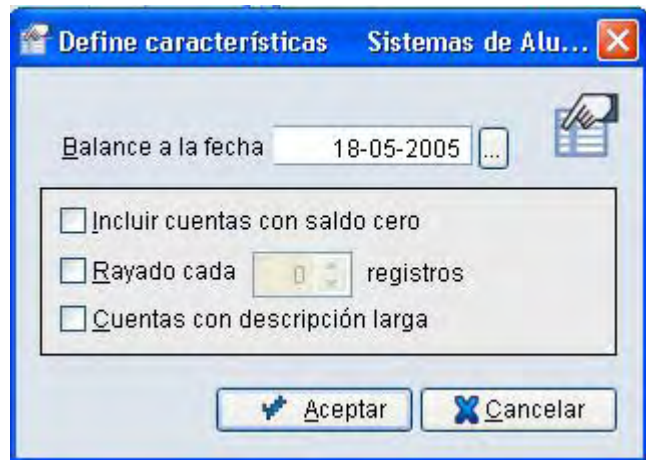 Define características Sistemas de Alu...
Balance a la fecha 18-05-2005 ...
Incluir cuentas con saldo cero
Rayado cada 0 registros
Cuentas con descripción larga
Aceptar Cancelar